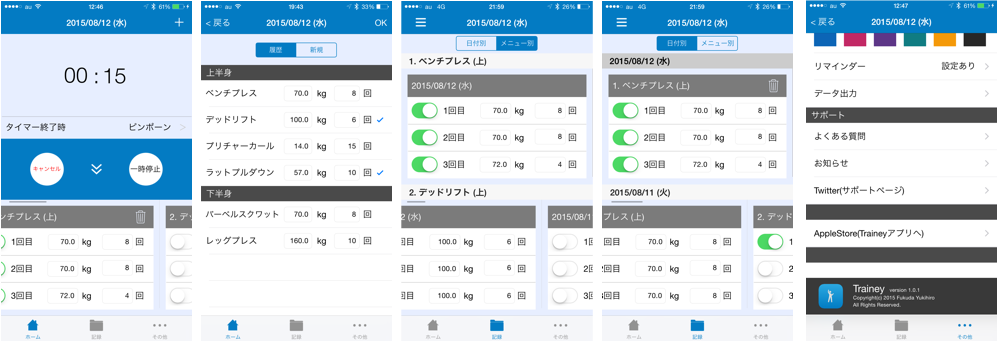 au 12:46 61%
2015/08/12 (水) +
00:15
タイマー終了時 ピンポーン
キャンセル 一時停止
ンチプレス (上) 2. デッ
1回目 70.0 kg 8 回
2回目 70.0 kg 8 回
3回目 72.0 kg 4 回
ホーム 記録 その他
au 19:43 33%
戻る 2015/08/12 (水) OK
履歴 新規
上半身
ベンチプレス 70.0 kg 8 回
デッドリフト 100.0 kg 6 回
プリチャーカール 14.0 kg 15 回
ラットプルダウン 57.0 kg 10 回
下半身
バーベルスクワット 70.0 kg 8 回
レッグプレス 160.0 kg 10 回
ホーム 記録 その他
au 4G 21:59 26%
2015/08/12 (水)
日付別 メニュー別
1. ベンチプレス (上)
2015/08/12 (水)
1回目 70.0 kg 8 回
2回目 70.0 kg 8 回
3回目 72.0 kg 4 回
2. デッドリフト (上)
2 (水) 2015/08/1
回目 100.0 kg 6 回 1回
回目 100.0 kg 6 回 2回
回目 100.0 kg 6 回 3回
ホーム 記録 その他
au 4G 21:59 26%
2015/08/12 (水)
日付別 メニュー別
2015/08/12 (水)
1. ベンチプレス (上)
1回目 70.0 kg 8 回
2回目 70.0 kg 8 回
3回目 72.0 kg 4 回
2015/08/11 (火)
プレス (上) 2. デッド
回目 70.0 kg 8 回 1
回目 70.0 kg 8 回 2
回目 72.0 kg 4 回 3
ホーム 記録 その他
au 12:47 61%
戻る 2015/08/12 (水)
リマインダー 設定あり
データ出力
サポート
よくある質問
お知らせ
Twitter(サポートページ)
AppleStore(Traineyアプリへ)
Trainey version 1.0.1
Copyright(c) 2015 Fukuda Yukihiro
All Rights Reserved.
ホーム 記録 その他